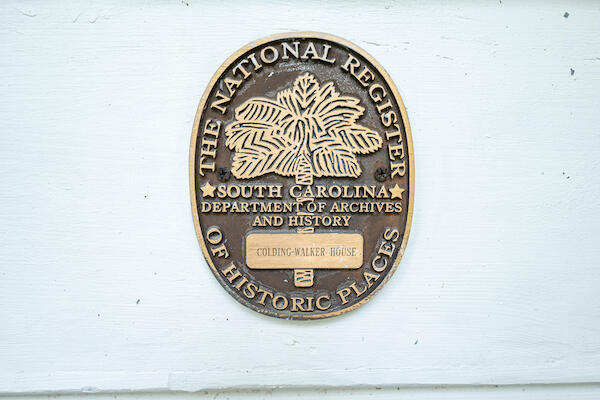 THE NATIONAL REGISTER
SOUTH CAROLINA
DEPARTMENT OF ARCHIVES
AND HISTORY
COLDING-WALKER HOUSE
OF HISTORIC PLACES